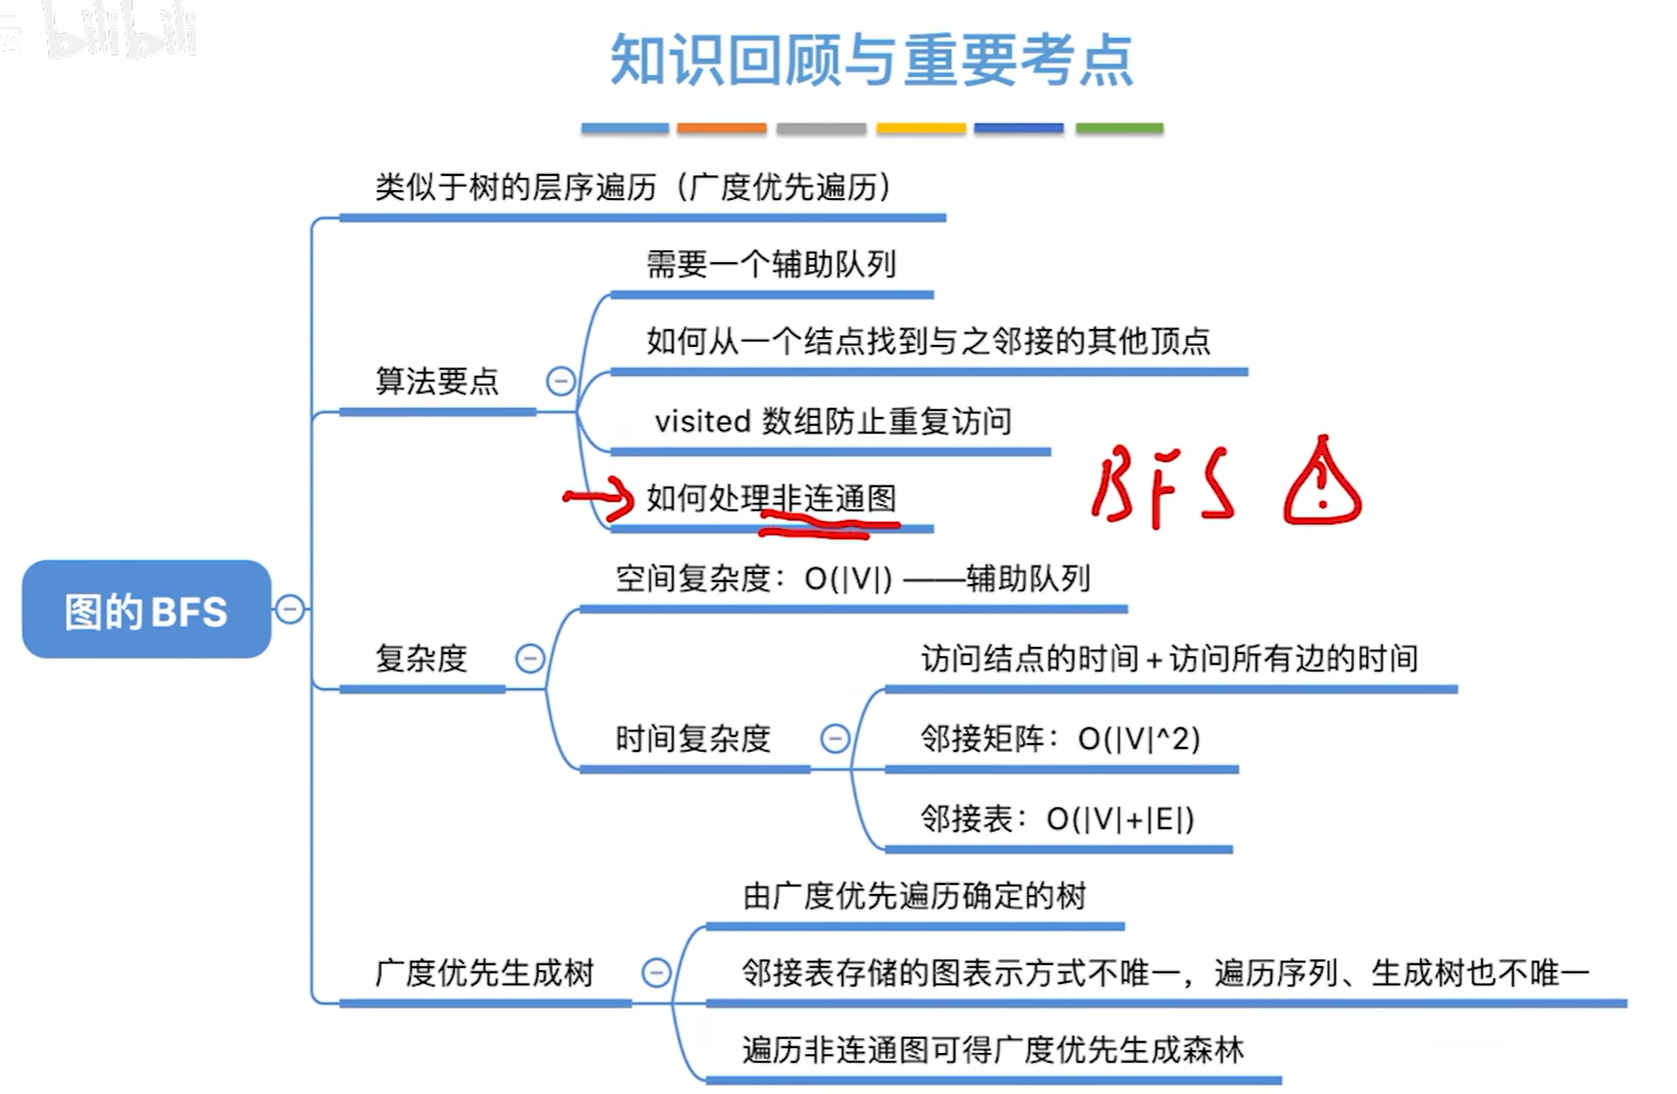 bilibili
知识回顾与重要考点
类似于树的层序遍历（广度优先遍历）
需要一个辅助队列
如何从一个结点找到与之邻接的其他顶点
算法要点
visited 数组防止重复访问
如何处理非连通图
BFS !
图的BFS
空间复杂度：O(|V|) ——辅助队列
复杂度
访问结点的时间+访问所有边的时间
时间复杂度
邻接矩阵：O(|V|^2)
邻接表：O(|V|+|E|)
由广度优先遍历确定的树
广度优先生成树
邻接表存储的图表示方式不唯一，遍历序列、生成树也不唯一
遍历非连通图可得广度优先生成森林